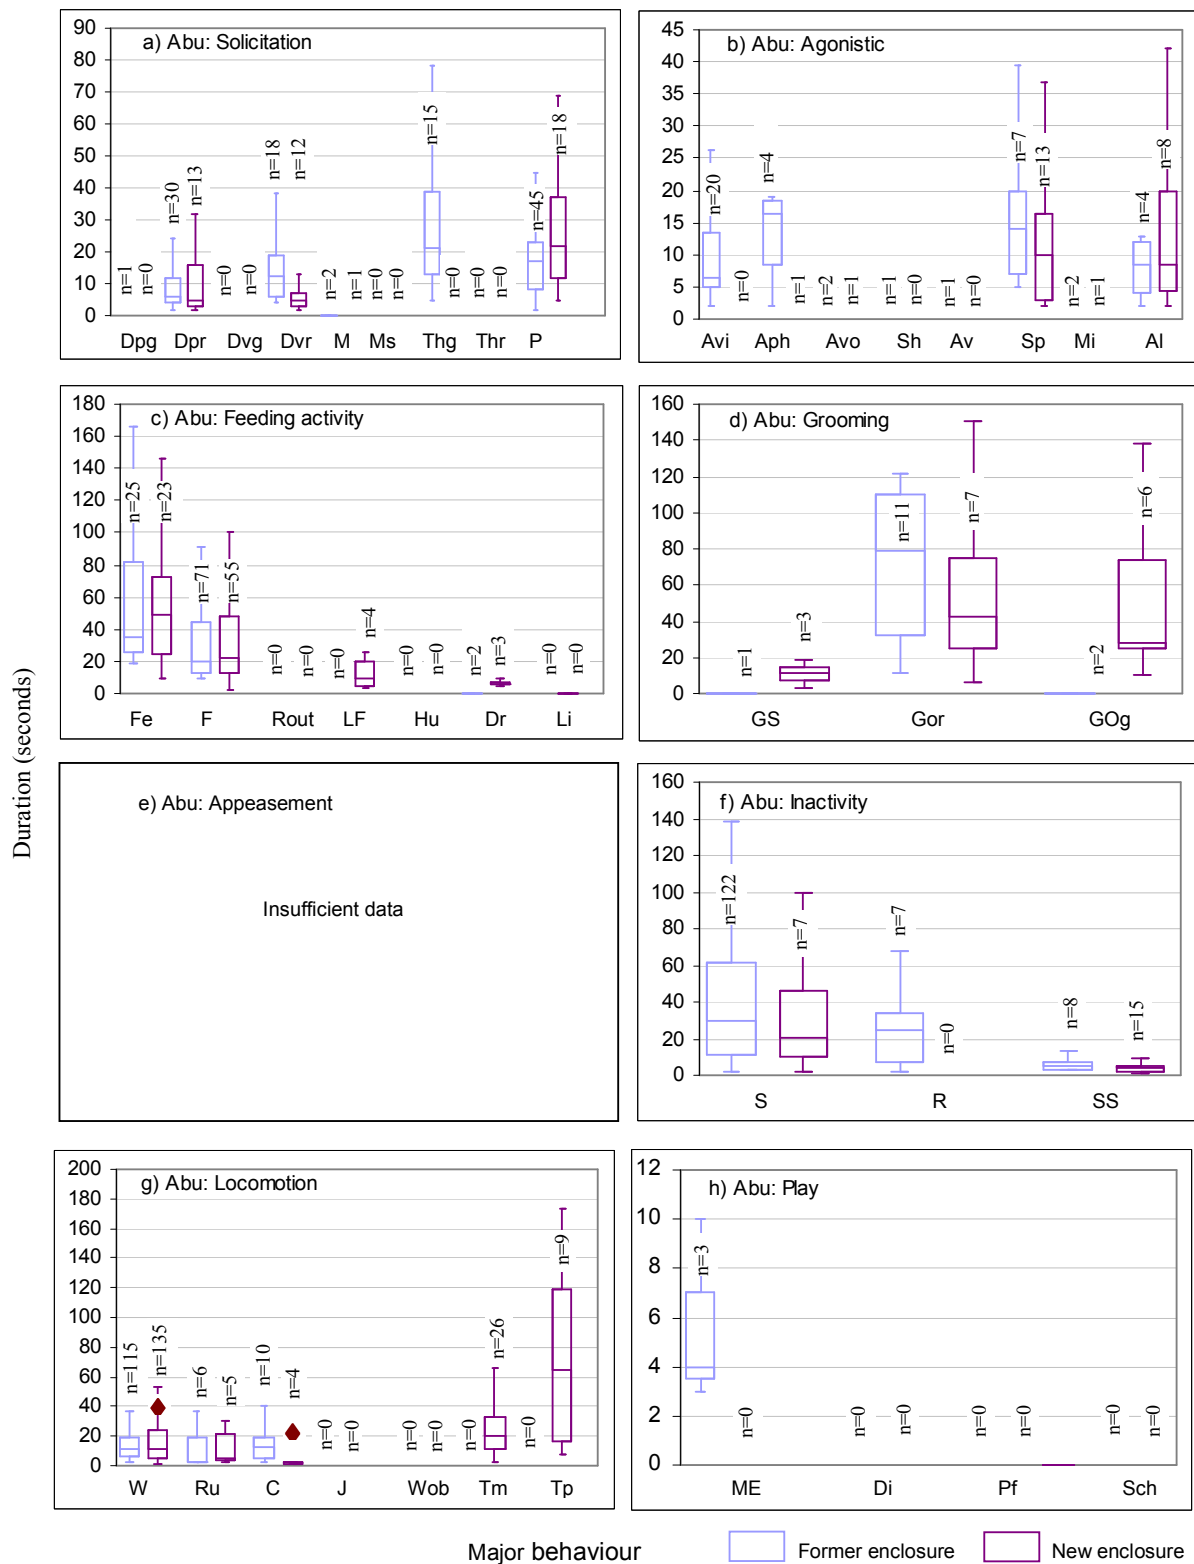 Duration (seconds)
a) Abu: Solicitation
90
80
70
60
50
40
30
20
10
0
n=1
n=0
n=30
n=13
n=0
n=0
n=18
n=12
n=2
n=1
n=0
n=0
n=15
n=0
n=0
n=0
n=45
n=18
Dpg Dpr Dvg Dvr M Ms Thg Thr P
b) Abu: Agonistic
45
40
35
30
25
20
15
10
5
0
n=20
n=0
n=4
n=1
n=2
n=1
n=1
n=0
n=1
n=0
n=7
n=13
n=2
n=1
n=4
n=8
Avi Aph Avo Sh Av Sp Mi Al
c) Abu: Feeding activity
180
160
140
120
100
80
60
40
20
0
n=25
n=23
n=71
n=55
n=0
n=0
n=0
n=4
n=0
n=0
n=2
n=3
n=0
n=0
Fe F Rout LF Hu Dr Li
d) Abu: Grooming
160
140
120
100
80
60
40
20
0
n=1
n=3
n=11
n=7
n=2
n=6
GS Gor GOg
e) Abu: Appeasement
Insufficient data
f) Abu: Inactivity
160
140
120
100
80
60
40
20
0
n=122
n=7
n=7
n=0
n=8
n=15
S R SS
g) Abu: Locomotion
200
180
160
140
120
100
80
60
40
20
0
n=115
n=135
n=6
n=5
n=10
n=4
n=0
n=0
n=0
n=0
n=0
n=26
n=0
n=9
W Ru C J Wob Tm Tp
h) Abu: Play
12
10
8
6
4
2
0
n=3
n=0
n=0
n=0
n=0
n=0
n=0
n=0
ME Di Pf Sch
Major behaviour
Former enclosure
New enclosure